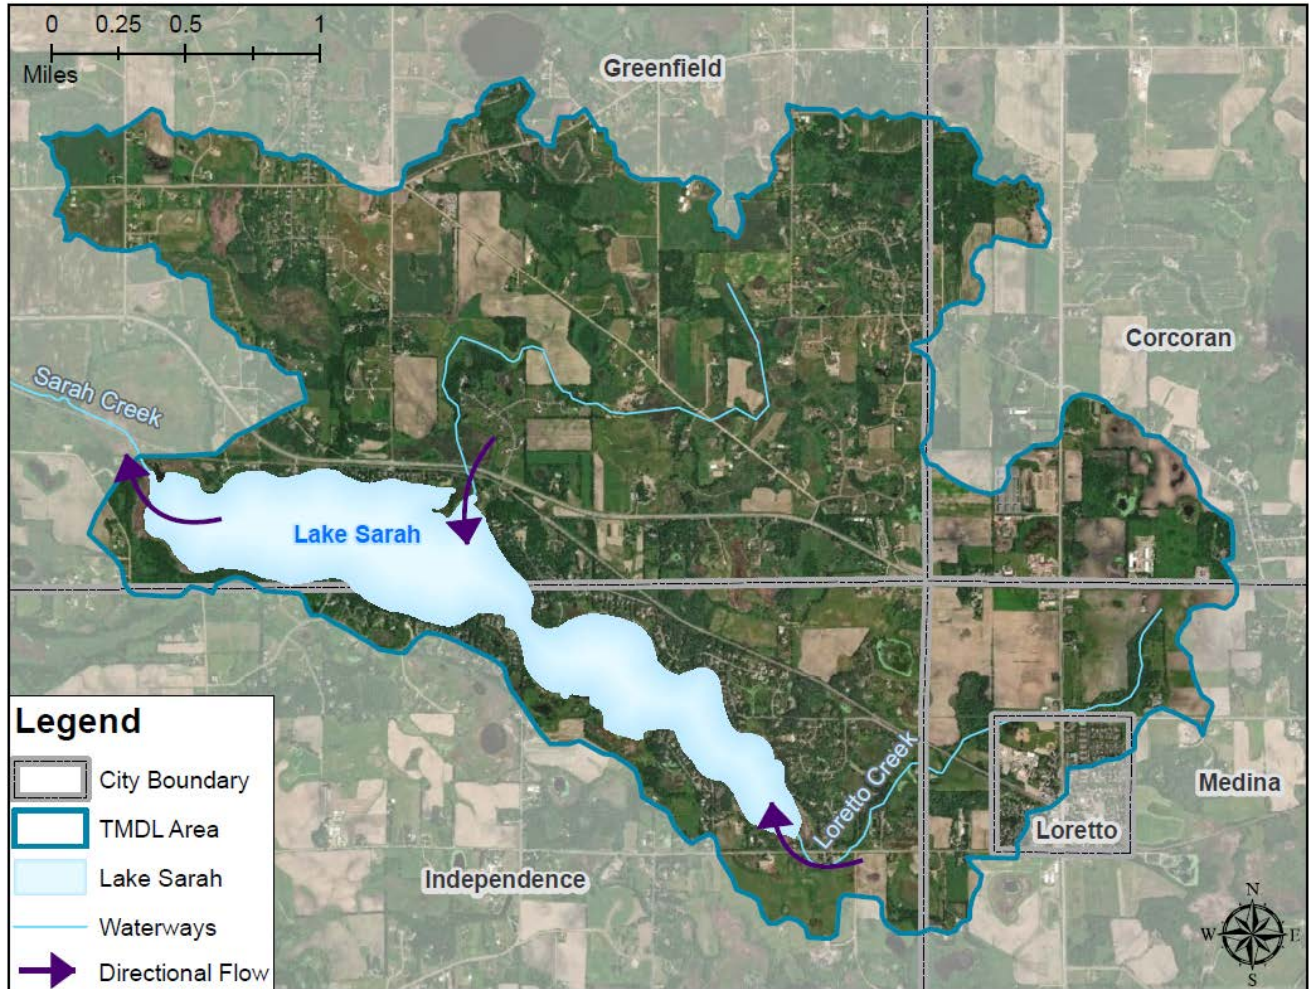 0 0.25 0.5 1
Miles
Greenfield
Corcoran
Sarah Creek
Lake Sarah
Loretto Creek
Medina
Loretto
Independence
Legend
City Boundary
TMDL Area
Lake Sarah
Waterways
Directional Flow
N
W E
S